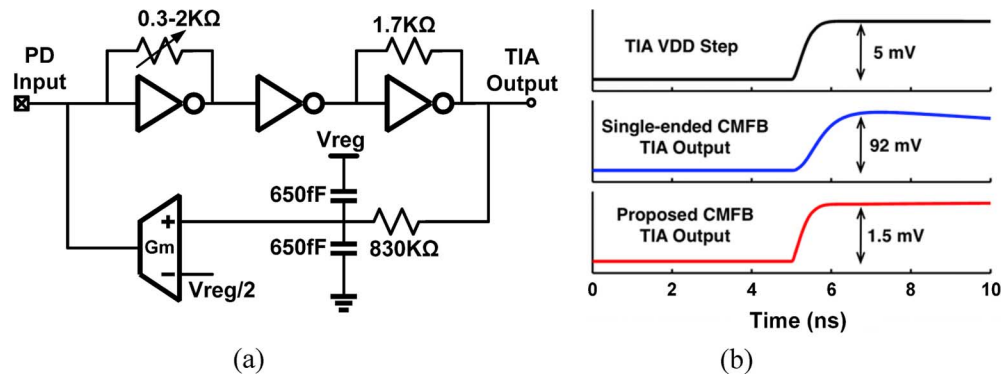 0.3-2KΩ
1.7KΩ
PD
Input
TIA
Output
Vreg
650fF
650fF
830KΩ
+
Gm
−
Vreg/2
(a)
TIA VDD Step
5 mV
Single-ended CMFB
TIA Output
92 mV
Proposed CMFB
TIA Output
1.5 mV
0 2 4 6 8 10
Time (ns)
(b)